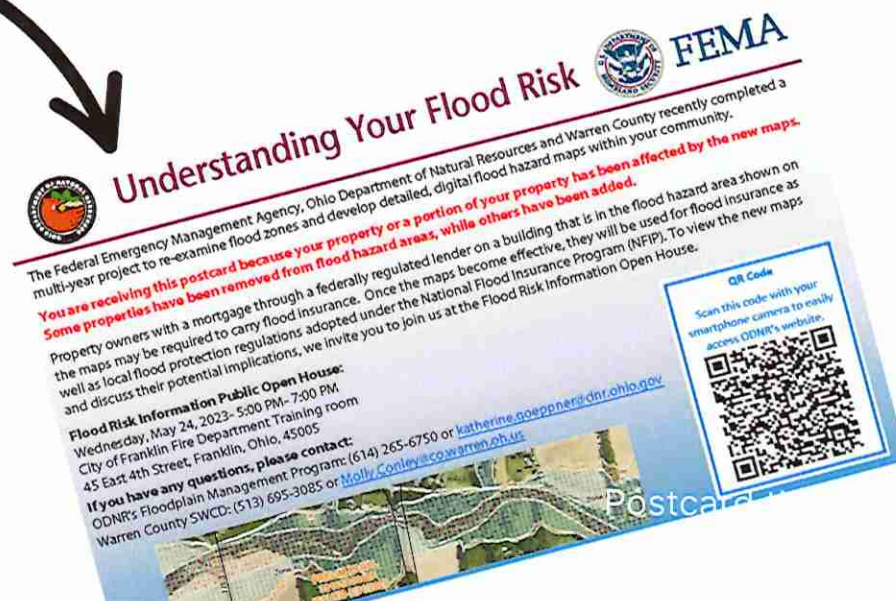 Understanding Your Flood Risk
FEMA
The Federal Emergency Management Agency, Ohio Department of Natural Resources and Warren County recently completed a
multi-year project to re-examine flood zones and develop detailed, digital flood hazard maps within your community.
You are receiving this postcard because your property or a portion of your property has been affected by the new maps.
Some properties have been removed from flood hazard areas, while others have been added.
Property owners with a mortgage through a federally regulated lender on a building that is in the flood hazard area shown on
the maps may be required to carry flood insurance. Once the maps become effective, they will be used for flood insurance as
well as local flood protection regulations adopted under the National Flood Insurance Program (NFIP). To view the new maps
and discuss their potential implications, we invite you to join us at the Flood Risk Information Open House.
Flood Risk Information Public Open House:
Wednesday, May 24, 2023- 5:00 PM- 7:00 PM
City of Franklin Fire Department Training room
45 East 4th Street, Franklin, Ohio, 45005
If you have any questions, please contact:
ODNR's Floodplain Management Program: (614) 265-6750 or katherine.goeppner@dnr.ohio.gov
Warren County SWCD: (513) 695-3085 or Molly.Conley@co.warren.oh.us
QR Code
Scan this code with your
smartphone camera to easily
access ODNR's website.
Postcard